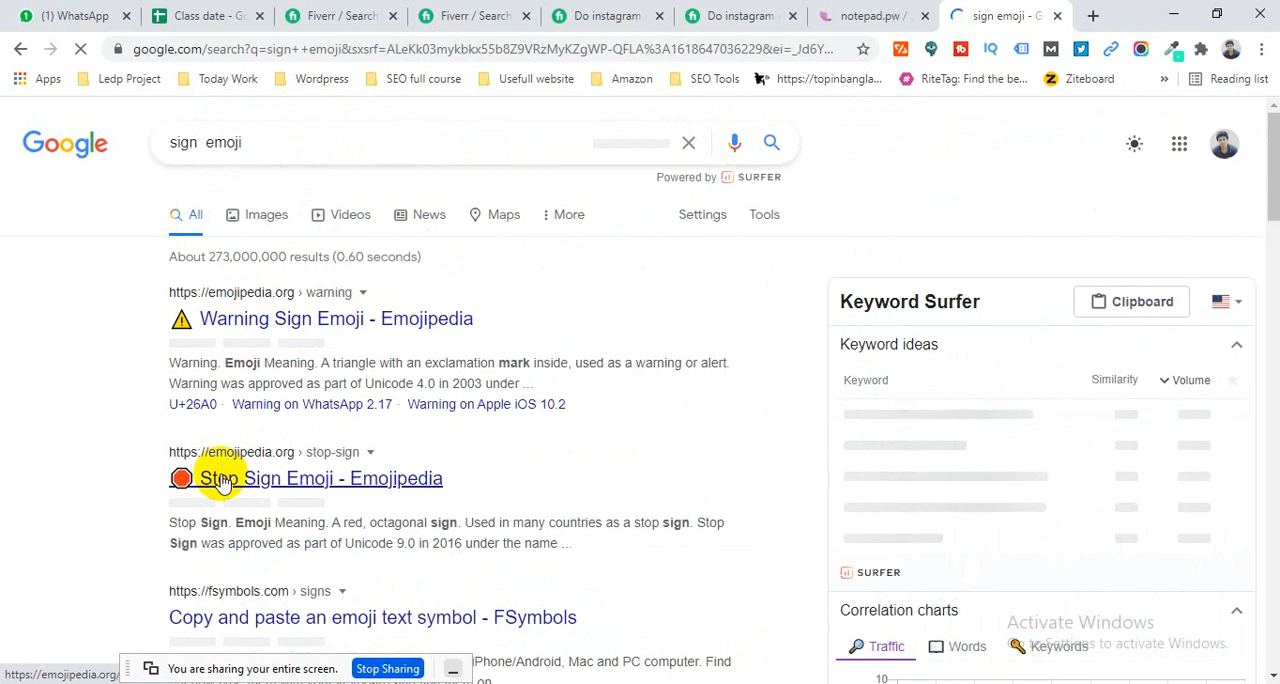 (1) WhatsApp
Class date - Go
Fiverr / Search
Fiverr / Search
Do instagram
Do instagram
notepad.pw /
sign emoji - G
google.com/search?q=sign++emoji&sxsrf=ALeKk03mykbkx55b8Z9VRzMyKZgWP-QFLA%3A1618647036229&ei=_Jd6Y...
Apps
Ledp Project
Today Work
Wordpress
SEO full course
Usefull website
Amazon
SEO Tools
https://topinbangla...
RiteTag: Find the be...
Ziteboard
»
Reading list
Google
sign emoji
Powered by SURFER
All
Images
Videos
News
Maps
More
Settings
Tools
About 273,000,000 results (0.60 seconds)
https://emojipedia.org › warning
Warning Sign Emoji - Emojipedia
Warning. Emoji Meaning. A triangle with an exclamation mark inside, used as a warning or alert.
Warning was approved as part of Unicode 4.0 in 2003 under ...
U+26A0 · Warning on WhatsApp 2.17 · Warning on Apple iOS 10.2
https://emojipedia.org › stop-sign
Stop Sign Emoji - Emojipedia
Stop Sign. Emoji Meaning. A red, octagonal sign. Used in many countries as a stop sign. Stop
Sign was approved as part of Unicode 9.0 in 2016 under the name ...
https://fsymbols.com › signs
Copy and paste an emoji text symbol - FSymbols
iPhone/Android, Mac and PC computer. Find
Keyword Surfer
Clipboard
Keyword ideas
Keyword
Similarity
Volume
SURFER
Correlation charts
Traffic
Words
Keywords
10
Activate Windows
Go to Settings to activate Windows.
You are sharing your entire screen.
Stop Sharing
https://emojipedia.org/